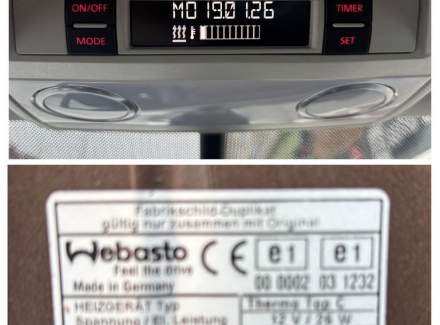 ON/OFF
MO 19.01.26
TIMER
MODE
SET
Fabrikschild-Duplikat
gültig nur zusammen mit Original
Webasto CE e1 e1
Feel the drive
Made in Germany 00 0002 03 1232
HEIZGERÄT Typ Thermo Top C
Spannung / El. Leistung 12 V / 26 W